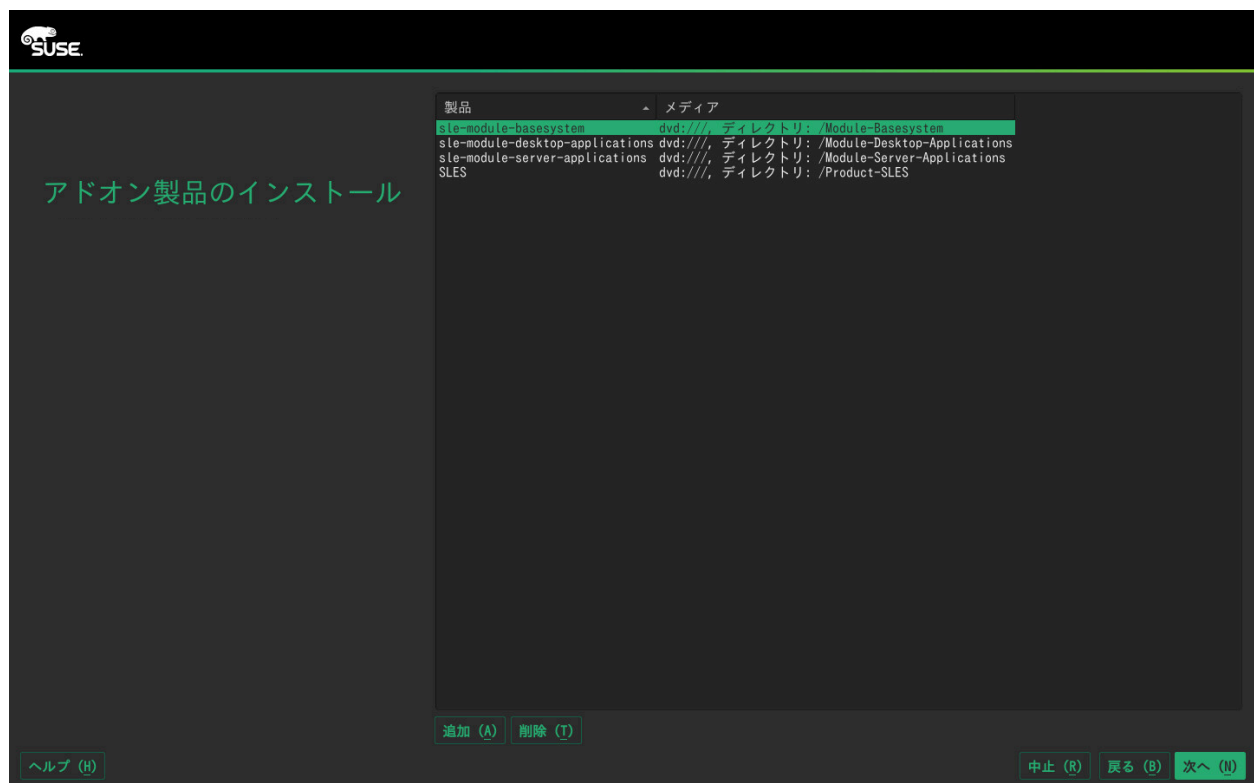 SUSE.
製品 メディア
sle-module-basesystem dvd:///, ディレクトリ: /Module-Basesystem
sle-module-desktop-applications dvd:///, ディレクトリ: /Module-Desktop-Applications
sle-module-server-applications dvd:///, ディレクトリ: /Module-Server-Applications
SLES dvd:///, ディレクトリ: /Product-SLES
アドオン製品のインストール
追加 (A) 削除 (T)
ヘルプ (H) 中止 (R) 戻る (B) 次へ (N)